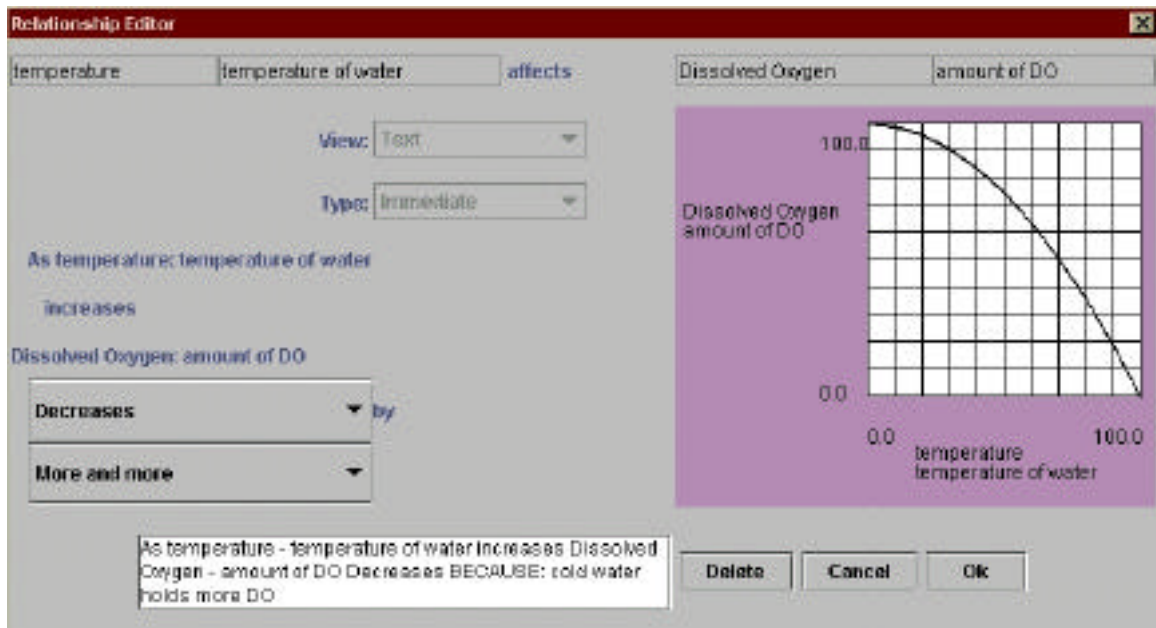 Relationship Editor
temperature temperature of water affects Dissolved Oxygen amount of DO
View: Text
Type: Immediate
As temperature: temperature of water
increases
Dissolved Oxygen: amount of DO
Decreases by
More and more
100.0
Dissolved Oxygen
amount of DO
0.0
0.0 100.0
temperature
temperature of water
As temperature - temperature of water increases Dissolved
Oxygen - amount of DO Decreases BECAUSE: cold water
holds more DO
Delete Cancel Ok